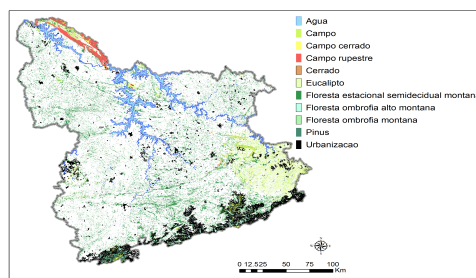 Agua
Campo
Campo cerrado
Campo rupestre
Cerrado
Eucalipto
Floresta estacional semidecidual montana
Floresta ombrofia alto montana
Floresta ombrofia montana
Pinus
Urbanizacao
0 12,525 50 75 100
Km